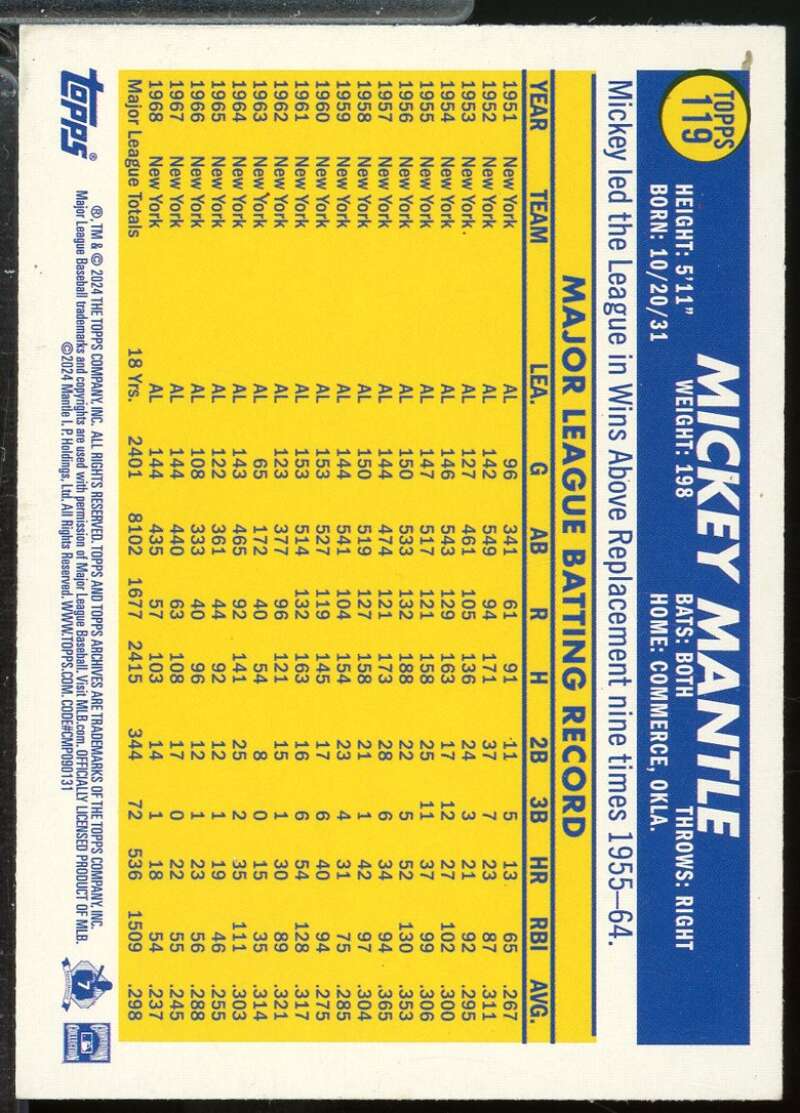 TOPPS
119
MICKEY MANTLE
HEIGHT: 5'11" WEIGHT: 198 BATS: BOTH THROWS: RIGHT
BORN: 10/20/31 HOME: COMMERCE, OKLA.
Mickey led the League in Wins Above Replacement nine times 1955–64.
MAJOR LEAGUE BATTING RECORD
YEAR TEAM LEA. G AB R H 2B 3B HR RBI AVG.
1951 New York AL 96 341 61 91 11 5 13 65 .267
1952 New York AL 142 549 94 171 37 7 23 87 .311
1953 New York AL 127 461 105 136 24 3 21 92 .295
1954 New York AL 146 543 129 163 17 12 27 102 .300
1955 New York AL 147 517 121 158 25 11 37 99 .306
1956 New York AL 150 533 132 188 22 5 52 130 .353
1957 New York AL 144 474 121 173 28 6 34 94 .365
1958 New York AL 150 519 127 158 21 1 42 97 .304
1959 New York AL 144 541 104 154 23 4 31 75 .285
1960 New York AL 153 527 119 145 17 6 40 94 .275
1961 New York AL 153 514 132 163 16 6 54 128 .317
1962 New York AL 123 377 96 121 15 1 30 89 .321
1963 New York AL 65 172 40 54 8 0 15 35 .314
1964 New York AL 143 465 92 141 25 2 35 111 .303
1965 New York AL 122 361 44 92 12 1 19 46 .255
1966 New York AL 108 333 40 96 12 1 23 56 .288
1967 New York AL 144 440 63 108 17 0 22 55 .245
1968 New York AL 144 435 57 103 14 1 18 54 .237
Major League Totals 18 Yrs. 2401 8102 1677 2415 344 72 536 1509 .298
topps®
®, TM & © 2024 THE TOPPS COMPANY, INC. ALL RIGHTS RESERVED. TOPPS AND TOPPS ARCHIVES ARE TRADEMARKS OF THE TOPPS COMPANY, INC.
Major League Baseball trademarks and copyrights are used with permission of Major League Baseball. Visit MLB.com. OFFICIALLY LICENSED PRODUCT OF MLB.
©2024 Mantle I. P. Holdings, Ltd. All Rights Reserved. WWW.TOPPS.COM. CODE#CMP090131
7
COOPERSTOWN
COLLECTION